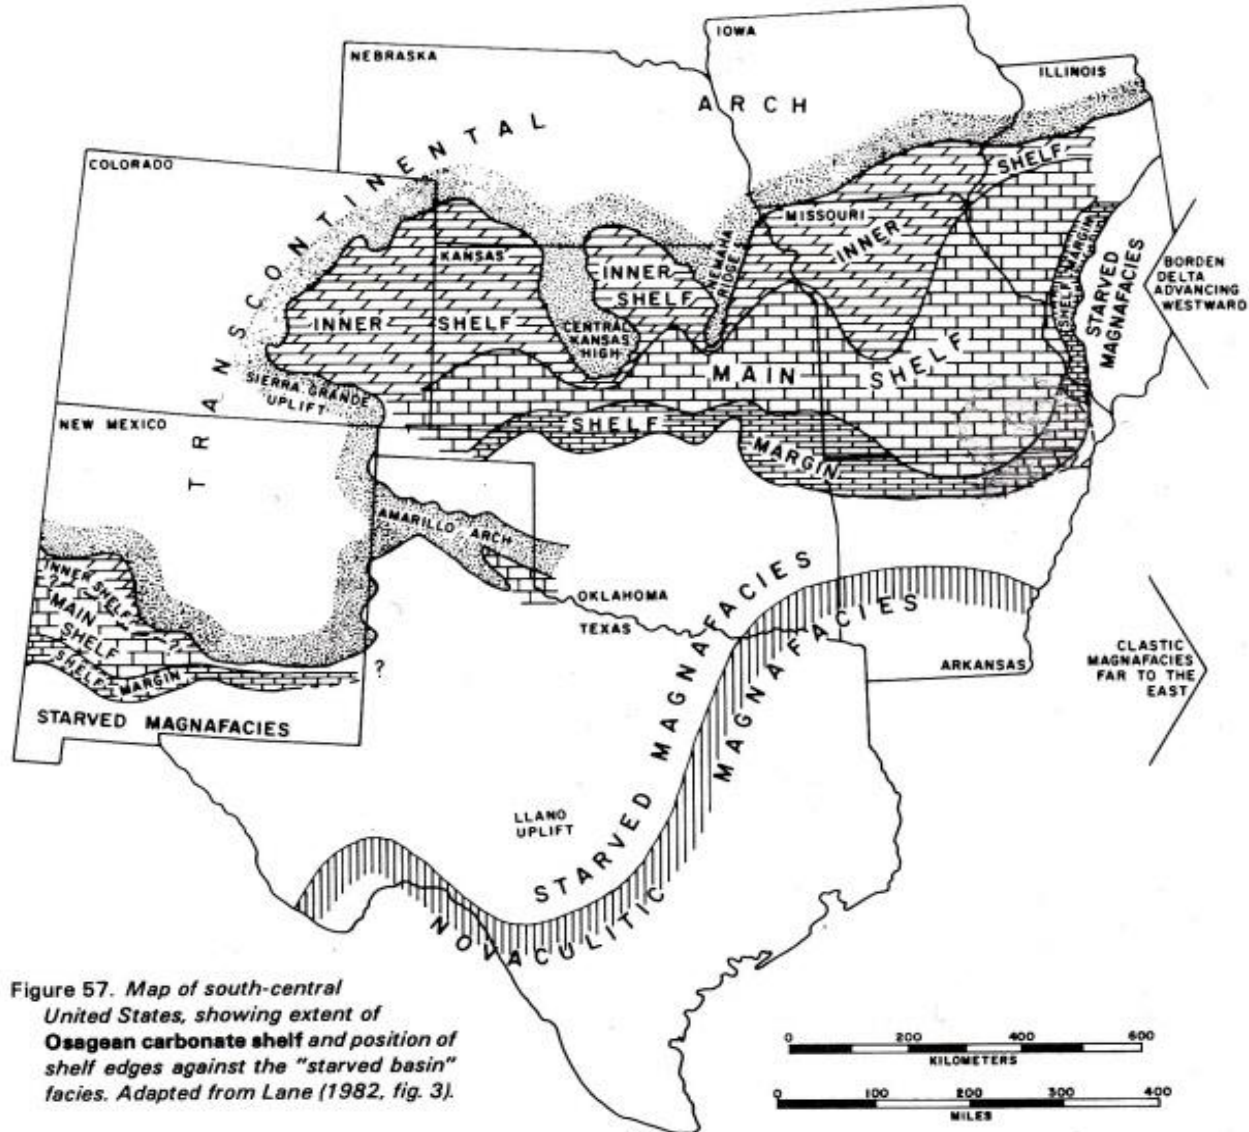 IOWA
NEBRASKA
ILLINOIS
ARCH
COLORADO
TRANSCONTINENTAL
SHELF
MISSOURI
INNER
KANSAS
NEMAHA
RIDGE
INNER
SHELF
SHELF MARGIN
STARVED
MAGNAFACIES
BORDEN
DELTA
ADVANCING
WESTWARD
INNER SHELF
CENTRAL
KANSAS
HIGH
MAIN SHELF
SIERRA GRANDE
UPLIFT
NEW MEXICO
SHELF MARGIN
AMARILLO ARCH
INNER SHELF
MAIN
SHELF
SHELF MARGIN
?
?
?
STARVED MAGNAFACIES
OKLAHOMA
TEXAS
ARKANSAS
CLASTIC
MAGNAFACIES
FAR TO THE
EAST
STARVED MAGNAFACIES
NOVACULITIC MAGNAFACIES
LLANO
UPLIFT
Figure 57. Map of south-central
United States, showing extent of
Osagean carbonate shelf and position of
shelf edges against the "starved basin"
facies. Adapted from Lane (1982, fig. 3).
0 200 400 600
KILOMETERS
0 100 200 300 400
MILES